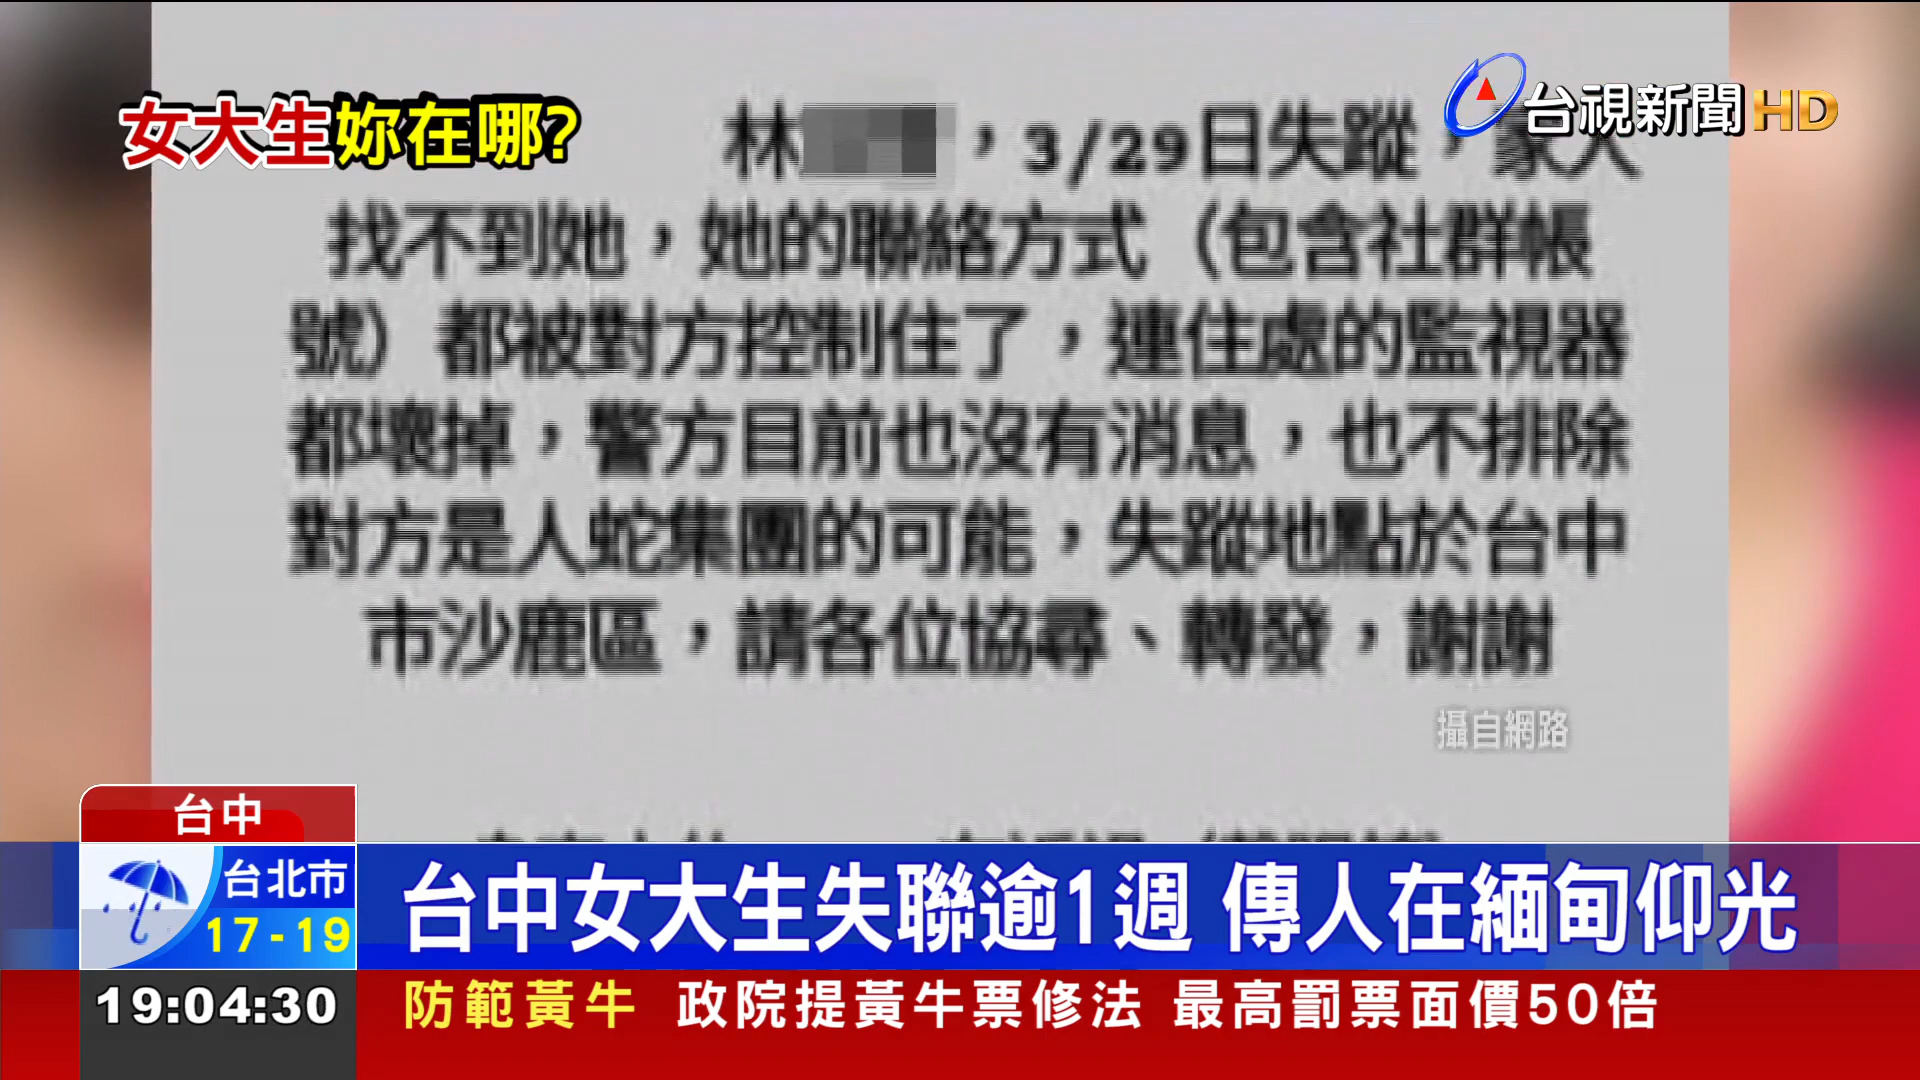 女大生妳在哪?
台視新聞HD
林，3/29日失蹤，家人
找不到她，她的聯絡方式（包含社群帳
號）都被對方控制住了，連住處的監視器
都壞掉，警方目前也沒有消息，也不排除
對方是人蛇集團的可能，失蹤地點於台中
市沙鹿區，請各位協尋、轉發，謝謝
攝自網路
台中
台北市
17-19
台中女大生失聯逾1週 傳人在緬甸仰光
19:04:30
防範黃牛 政院提黃牛票修法 最高罰票面價50倍